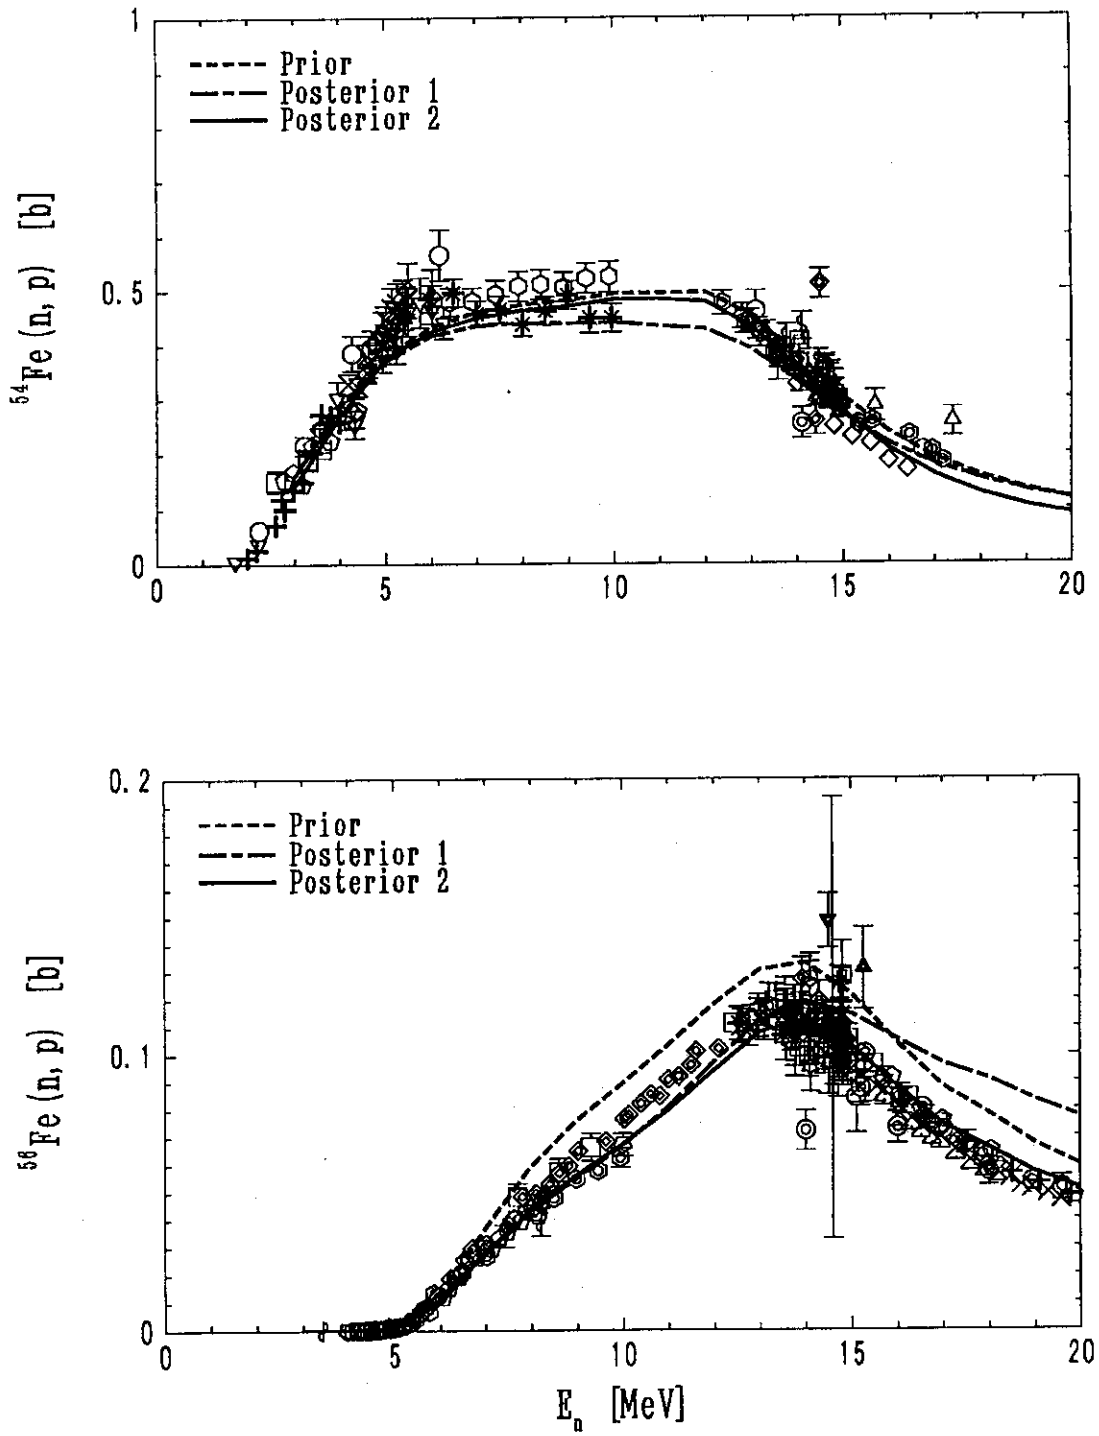 1
Prior
Posterior 1
Posterior 2
⁵⁴Fe(n,p) [b]
0.5
0
0 5 10 15 20
0.2
Prior
Posterior 1
Posterior 2
⁵⁶Fe(n,p) [b]
0.1
0
0 5 10 15 20
Eₙ [MeV]